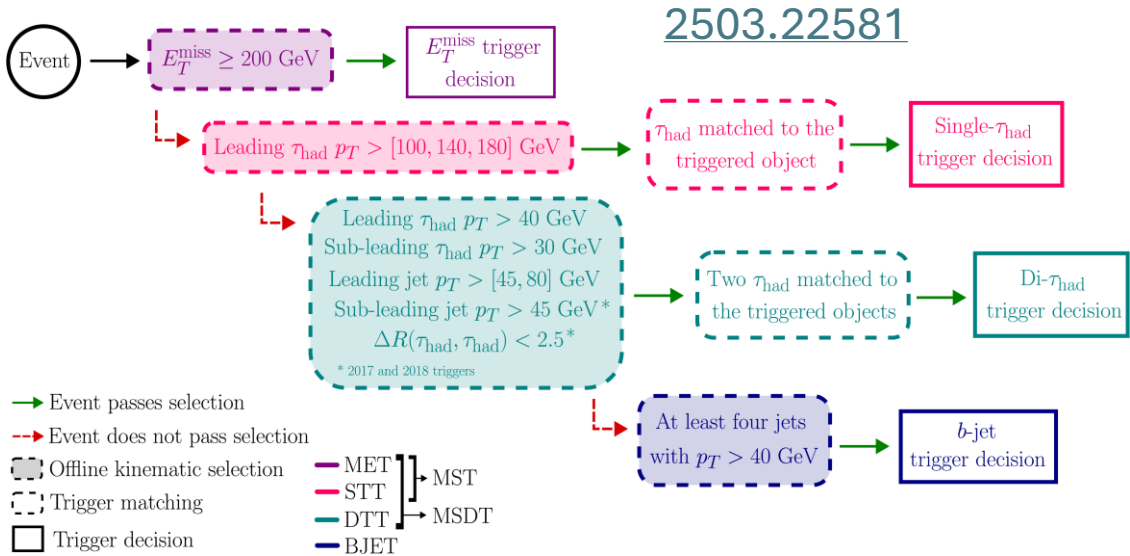 2503.22581
Event
E_T^miss ≥ 200 GeV
E_T^miss trigger
decision
Leading τ_had p_T > [100, 140, 180] GeV
τ_had matched to the
triggered object
Single-τ_had
trigger decision
Leading τ_had p_T > 40 GeV
Sub-leading τ_had p_T > 30 GeV
Leading jet p_T > [45, 80] GeV
Sub-leading jet p_T > 45 GeV*
ΔR(τ_had, τ_had) < 2.5*
* 2017 and 2018 triggers
Two τ_had matched to
the triggered objects
Di-τ_had
trigger decision
At least four jets
with p_T > 40 GeV
b-jet
trigger decision
Event passes selection
Event does not pass selection
Offline kinematic selection
Trigger matching
Trigger decision
MET
STT
DTT
BJET
MST
MSDT